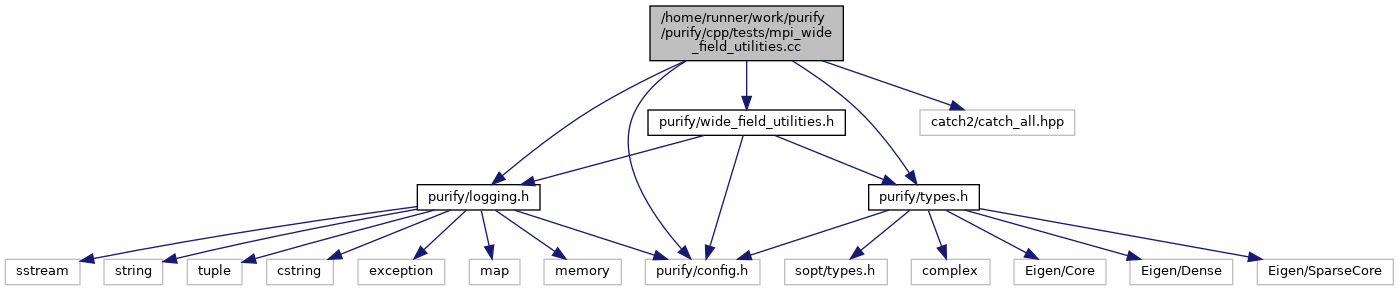 /home/runner/work/purify
/purify/cpp/tests/mpi_wide
_field_utilities.cc
purify/wide_field_utilities.h
catch2/catch_all.hpp
purify/logging.h
purify/types.h
sstream
string
tuple
cstring
exception
map
memory
purify/config.h
sopt/types.h
complex
Eigen/Core
Eigen/Dense
Eigen/SparseCore